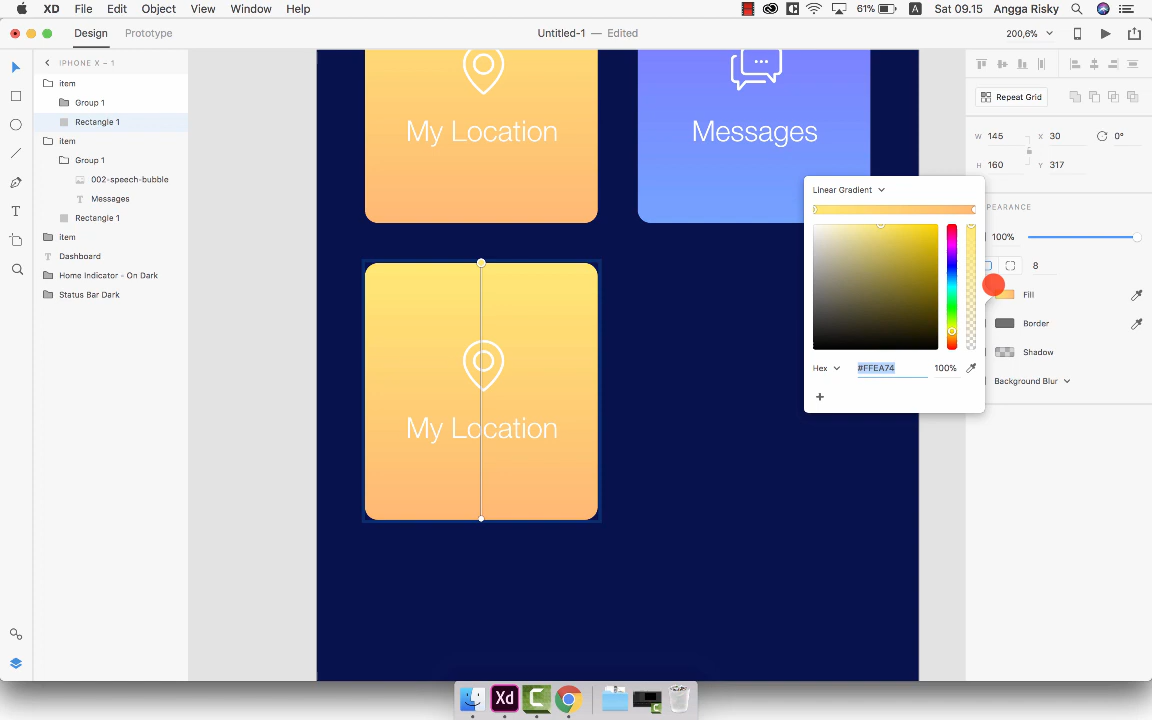 XD File Edit Object View Window Help 61% A Sat 09.15 Angga Risky
Design Prototype Untitled-1 — Edited 200,6%
IPHONE X – 1
item
Group 1
Rectangle 1
item
Group 1
002-speech-bubble
Messages
Rectangle 1
item
Dashboard
Home Indicator - On Dark
Status Bar Dark
My Location
Messages
My Location
Linear Gradient
Hex #FFEA74 100%
Repeat Grid
W 145 X 30 0°
H 160 Y 317
PEARANCE
100%
8
Fill
Border
Shadow
Background Blur
Xd